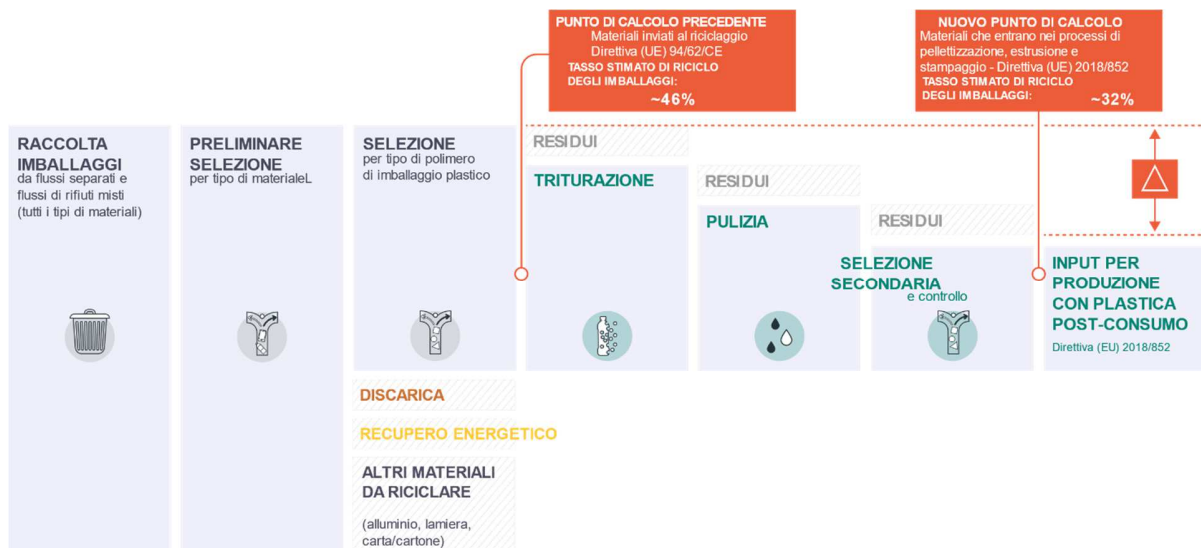 PUNTO DI CALCOLO PRECEDENTE
Materiali inviati al riciclaggio
Direttiva (UE) 94/62/CE
TASSO STIMATO DI RICICLO
DEGLI IMBALLAGGI:
~46%
NUOVO PUNTO DI CALCOLO
Materiali che entrano nei processi di
pellettizzazione, estrusione e
stampaggio - Direttiva (UE) 2018/852
TASSO STIMATO DI RICICLO
DEGLI IMBALLAGGI: ~32%
RACCOLTA
IMBALLAGGI
da flussi separati e
flussi di rifiuti misti
(tutti i tipi di materiali)
PRELIMINARE
SELEZIONE
per tipo di materialeL
SELEZIONE
per tipo di polimero
di imballaggio plastico
RESIDUI
TRITURAZIONE
RESIDUI
PULIZIA
RESIDUI
SELEZIONE
SECONDARIA
e controllo
INPUT PER
PRODUZIONE
CON PLASTICA
POST-CONSUMO
Direttiva (EU) 2018/852
DISCARICA
RECUPERO ENERGETICO
ALTRI MATERIALI
DA RICICLARE
(alluminio, lamiera,
carta/cartone)